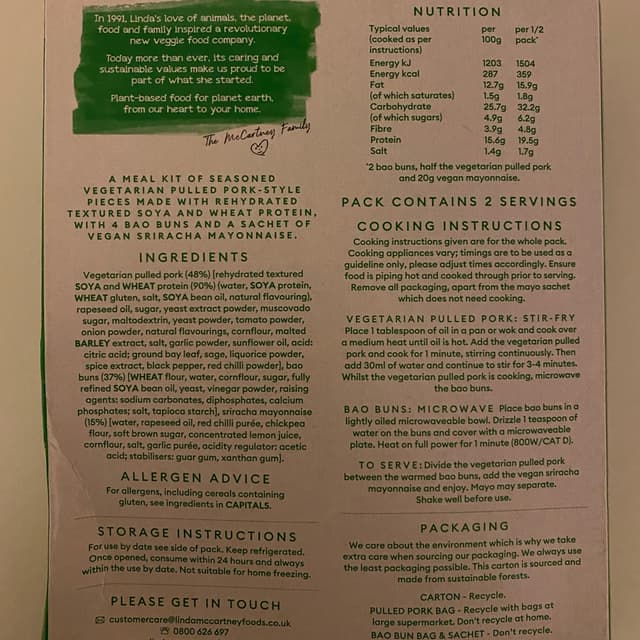 In 1991, Linda's love of animals, the planet,
food and family inspired a revolutionary
new veggie food company.
Today more than ever, its caring and
sustainable values make us proud to be
part of what she started.
Plant-based food for planet earth,
from our heart to your home.
The McCartney Family
A MEAL KIT OF SEASONED
VEGETARIAN PULLED PORK-STYLE
PIECES MADE WITH REHYDRATED
TEXTURED SOYA AND WHEAT PROTEIN,
WITH 4 BAO BUNS AND A SACHET OF
VEGAN SRIRACHA MAYONNAISE.
INGREDIENTS
Vegetarian pulled pork (48%) [rehydrated textured
SOYA and WHEAT protein (90%) (water, SOYA protein,
WHEAT gluten, salt, SOYA bean oil, natural flavouring),
rapeseed oil, sugar, yeast extract powder, muscovado
sugar, maltodextrin, yeast powder, tomato powder,
onion powder, natural flavourings, cornflour, malted
BARLEY extract, salt, garlic powder, sunflower oil, acid:
citric acid; ground bay leaf, sage, liquorice powder,
spice extract, black pepper, red chilli powder], bao
buns (37%) [WHEAT flour, water, cornflour, sugar, fully
refined SOYA bean oil, yeast, vinegar powder, raising
agents: sodium carbonates, diphosphates, calcium
phosphates; salt, tapioca starch], sriracha mayonnaise
(15%) [water, rapeseed oil, red chilli purée, chickpea
flour, soft brown sugar, concentrated lemon juice,
cornflour, salt, garlic purée, acidity regulator: acetic
acid; stabilisers: guar gum, xanthan gum].
ALLERGEN ADVICE
For allergens, including cereals containing
gluten, see ingredients in CAPITALS.
STORAGE INSTRUCTIONS
For use by date see side of pack. Keep refrigerated.
Once opened, consume within 24 hours and always
within the use by date. Not suitable for home freezing.
PLEASE GET IN TOUCH
customercare@lindamccartneyfoods.co.uk
0800 626 697
NUTRITION
Typical values per per 1/2
(cooked as per 100g pack*
instructions)
Energy kJ 1203 1504
Energy kcal 287 359
Fat 12.7g 15.9g
(of which saturates) 1.5g 1.8g
Carbohydrate 25.7g 32.2g
(of which sugars) 4.9g 6.2g
Fibre 3.9g 4.8g
Protein 15.6g 19.5g
Salt 1.4g 1.7g
*2 bao buns, half the vegetarian pulled pork
and 20g vegan mayonnaise.
PACK CONTAINS 2 SERVINGS
COOKING INSTRUCTIONS
Cooking instructions given are for the whole pack.
Cooking appliances vary; timings are to be used as a
guideline only, please adjust times accordingly. Ensure
food is piping hot and cooked through prior to serving.
Remove all packaging, apart from the mayo sachet
which does not need cooking.
VEGETARIAN PULLED PORK: STIR-FRY
Place 1 tablespoon of oil in a pan or wok and cook over
a medium heat until oil is hot. Add the vegetarian pulled
pork and cook for 1 minute, stirring continuously. Then
add 30ml of water and continue to stir for 3-4 minutes.
Whilst the vegetarian pulled pork is cooking, microwave
the bao buns.
BAO BUNS: MICROWAVE Place bao buns in a
lightly oiled microwaveable bowl. Drizzle 1 teaspoon of
water on the buns and cover with a microwaveable
plate. Heat on full power for 1 minute (800W/CAT D).
TO SERVE: Divide the vegetarian pulled pork
between the warmed bao buns, add the vegan sriracha
mayonnaise and enjoy. Mayo may separate.
Shake well before use.
PACKAGING
We care about the environment which is why we take
extra care when sourcing our packaging. We always use
the least packaging possible. This carton is sourced and
made from sustainable forests.
CARTON - Recycle.
PULLED PORK BAG - Recycle with bags at
large supermarket. Don't recycle at home.
BAO BUN BAG & SACHET - Don't recycle.